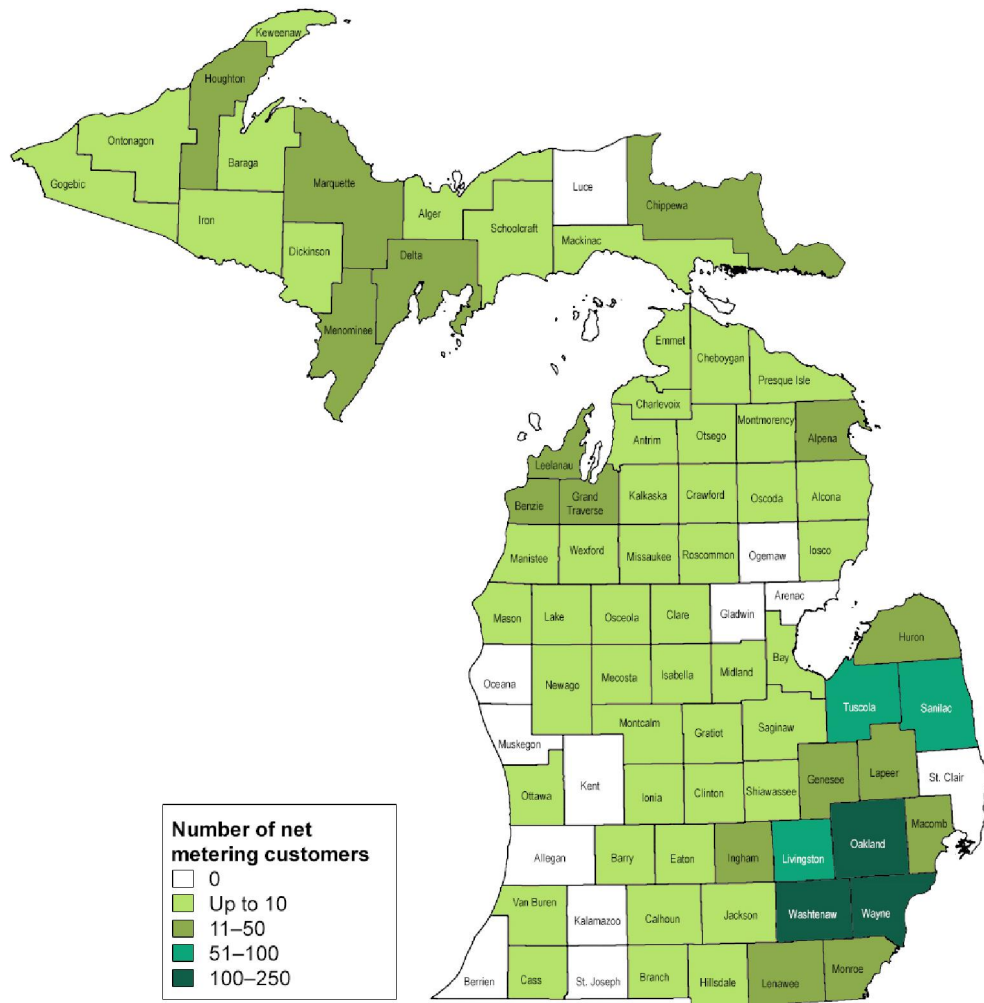 Keweenaw
Houghton
Ontonagon
Baraga
Gogebic
Marquette
Luce
Chippewa
Alger
Iron
Schoolcraft
Mackinac
Dickinson
Delta
Menominee
Emmet
Cheboygan
Presque Isle
Charlevoix
Antrim
Otsego
Montmorency
Alpena
Leelanau
Benzie
Grand
Traverse
Kalkaska
Crawford
Oscoda
Alcona
Manistee
Wexford
Missaukee
Roscommon
Ogemaw
Iosco
Arenac
Mason
Lake
Osceola
Clare
Gladwin
Huron
Bay
Oceana
Newago
Mecosta
Isabella
Midland
Tuscola
Sanilac
Muskegon
Montcalm
Gratiot
Saginaw
Kent
Genesee
Lapeer
St. Clair
Ottawa
Ionia
Clinton
Shiawassee
Macomb
Allegan
Barry
Eaton
Ingham
Livingston
Oakland
Van Buren
Kalamazoo
Calhoun
Jackson
Washtenaw
Wayne
Berrien
Cass
St. Joseph
Branch
Hillsdale
Lenawee
Monroe
Number of net
metering customers
0
Up to 10
11–50
51–100
100–250